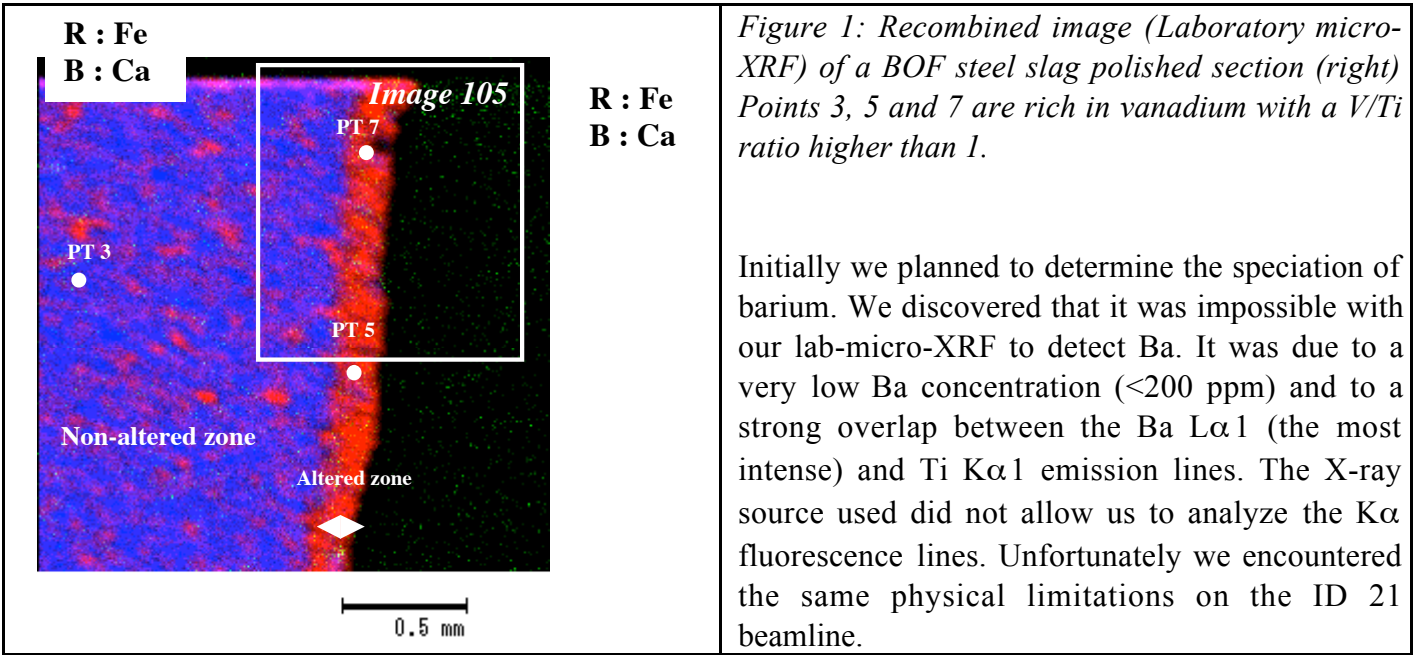 R : Fe
B : Ca
Image 105
PT 7
PT 3
PT 5
Non-altered zone
Altered zone
0.5 mm
R : Fe
B : Ca
Figure 1: Recombined image (Laboratory micro-
XRF) of a BOF steel slag polished section (right)
Points 3, 5 and 7 are rich in vanadium with a V/Ti
ratio higher than 1.
Initially we planned to determine the speciation of
barium. We discovered that it was impossible with
our lab-micro-XRF to detect Ba. It was due to a
very low Ba concentration (<200 ppm) and to a
strong overlap between the Ba Lα1 (the most
intense) and Ti Kα1 emission lines. The X-ray
source used did not allow us to analyze the Kα
fluorescence lines. Unfortunately we encountered
the same physical limitations on the ID 21
beamline.